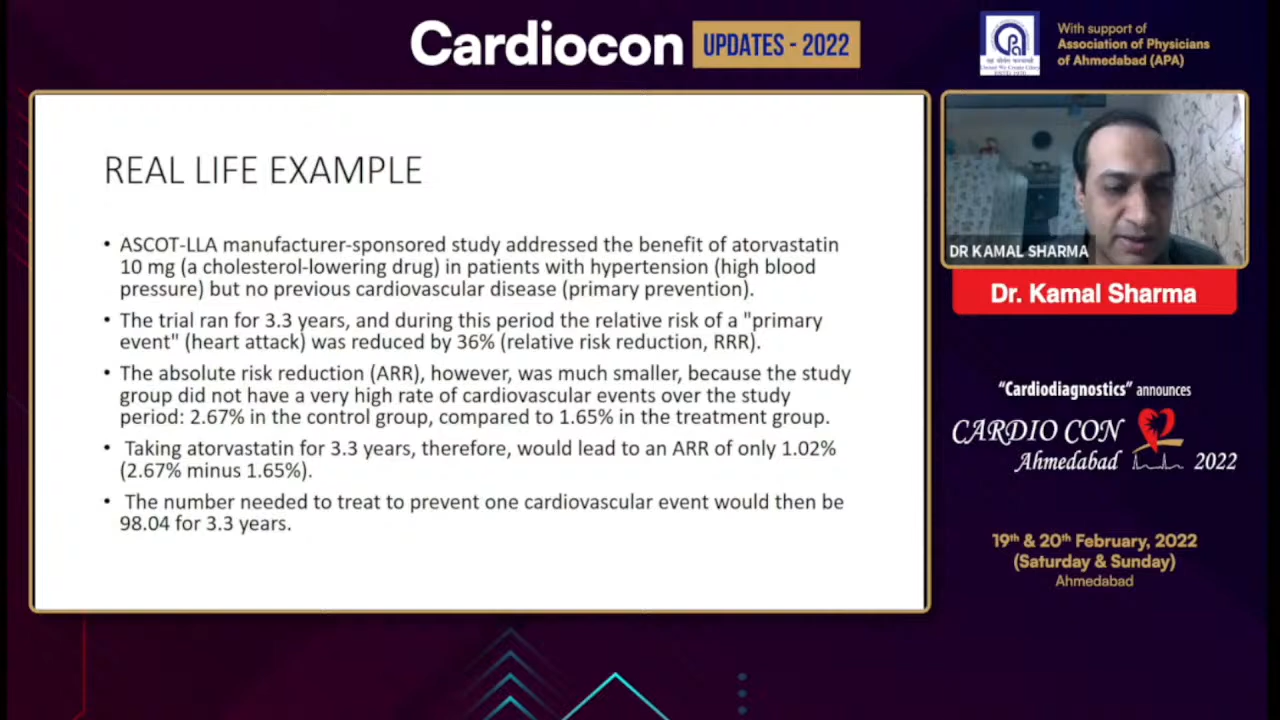 Cardiocon UPDATES - 2022
With support of
Association of Physicians
of Ahmedabad (APA)
REAL LIFE EXAMPLE
• ASCOT-LLA manufacturer-sponsored study addressed the benefit of atorvastatin
10 mg (a cholesterol-lowering drug) in patients with hypertension (high blood
pressure) but no previous cardiovascular disease (primary prevention).
• The trial ran for 3.3 years, and during this period the relative risk of a "primary
event" (heart attack) was reduced by 36% (relative risk reduction, RRR).
• The absolute risk reduction (ARR), however, was much smaller, because the study
group did not have a very high rate of cardiovascular events over the study
period: 2.67% in the control group, compared to 1.65% in the treatment group.
• Taking atorvastatin for 3.3 years, therefore, would lead to an ARR of only 1.02%
(2.67% minus 1.65%).
• The number needed to treat to prevent one cardiovascular event would then be
98.04 for 3.3 years.
DR KAMAL SHARMA
Dr. Kamal Sharma
“Cardiodiagnostics” announces
CARDIO CON
Ahmedabad 2022
19th & 20th February, 2022
(Saturday & Sunday)
Ahmedabad